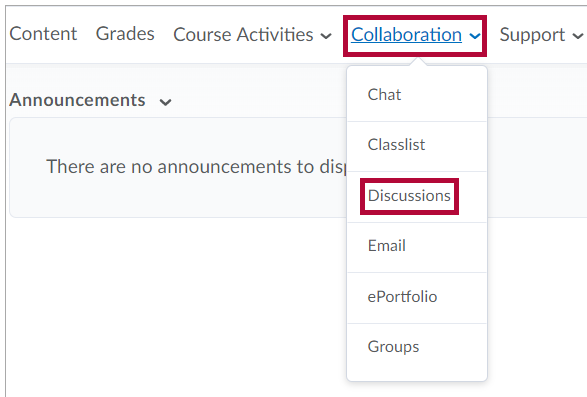 Content Grades Course Activities Collaboration Support
Announcements
There are no announcements to disp
Chat
Classlist
Discussions
Email
ePortfolio
Groups